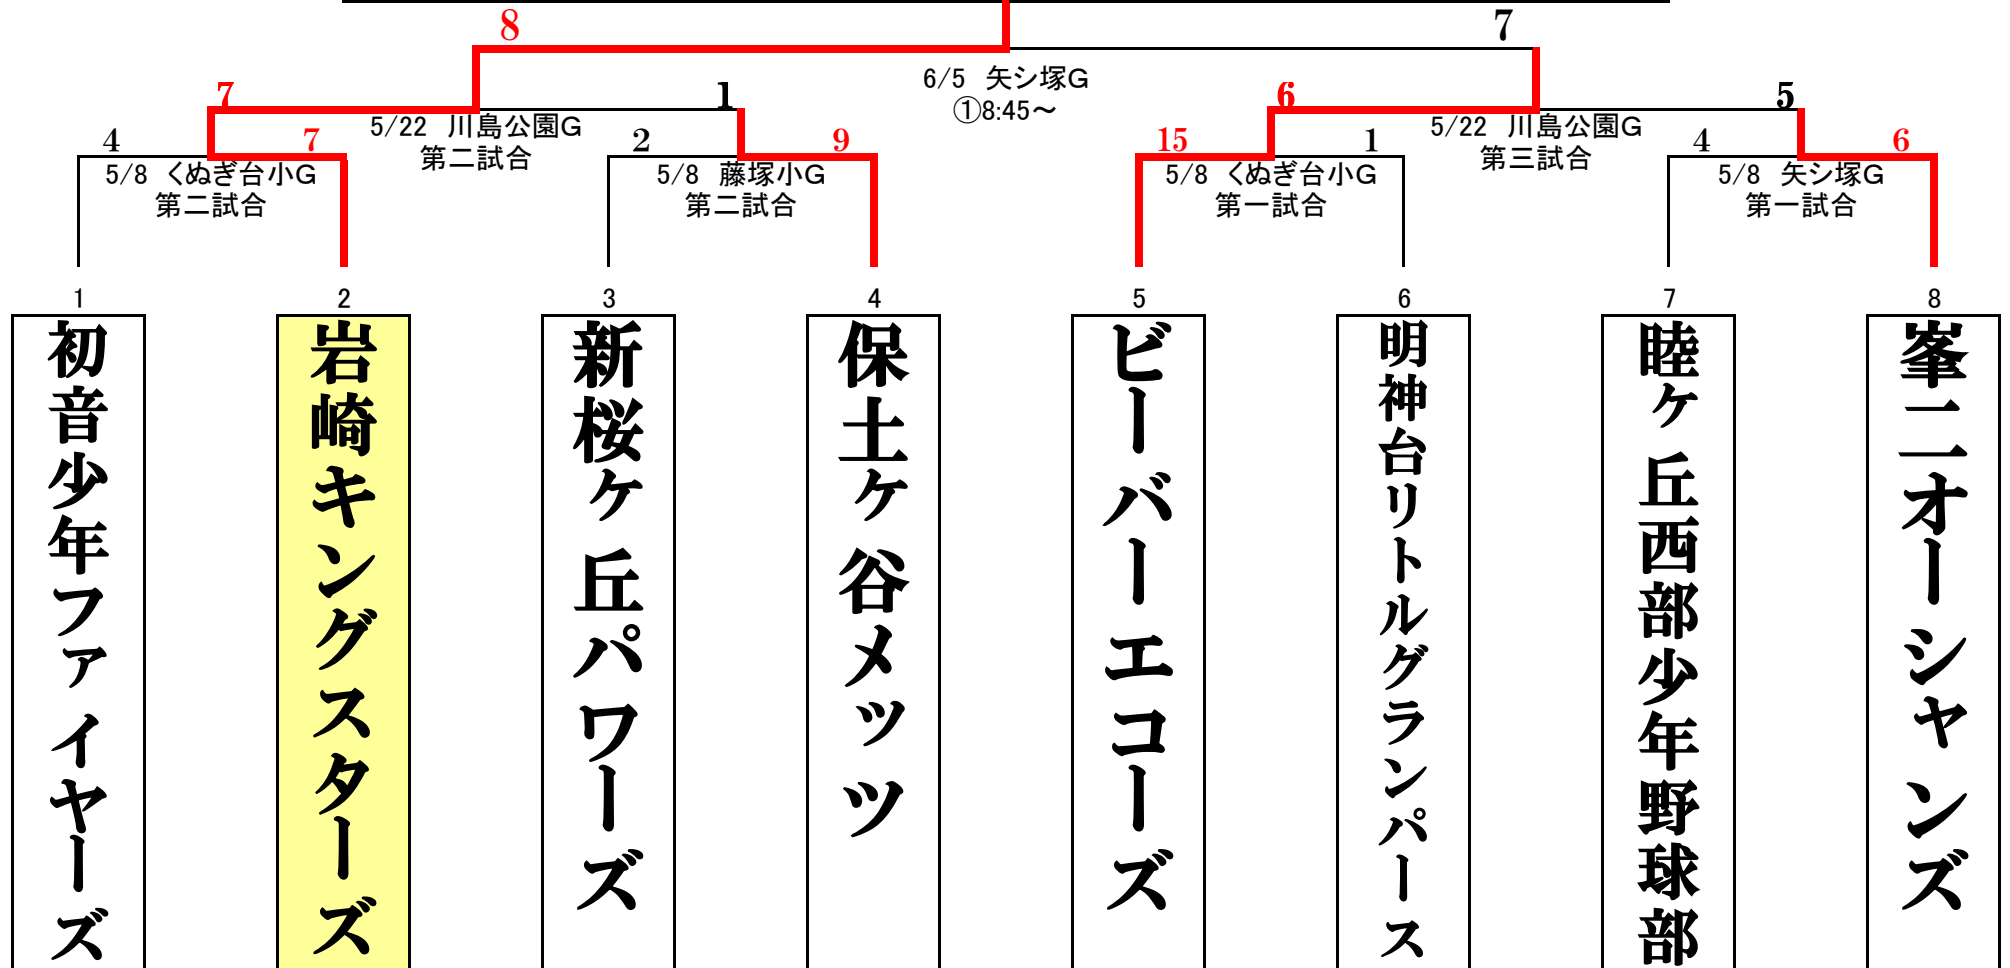 8
7
6/5 矢シ塚G
①8:45～
7
1
6
5
5/22 川島公園G
第二試合
5/22 川島公園G
第三試合
4
7
2
9
15
1
4
6
5/8 くぬぎ台小G
第二試合
5/8 藤塚小G
第二試合
5/8 くぬぎ台小G
第一試合
5/8 矢シ塚G
第一試合
1
2
3
4
5
6
7
8
初音少年ファイヤーズ
岩崎キングスターズ
新桜ヶ丘パワーズ
保土ヶ谷メッツ
ビーバーエコーズ
明神台リトルグランパース
睦ヶ丘西部少年野球部
峯二オーシャンズ